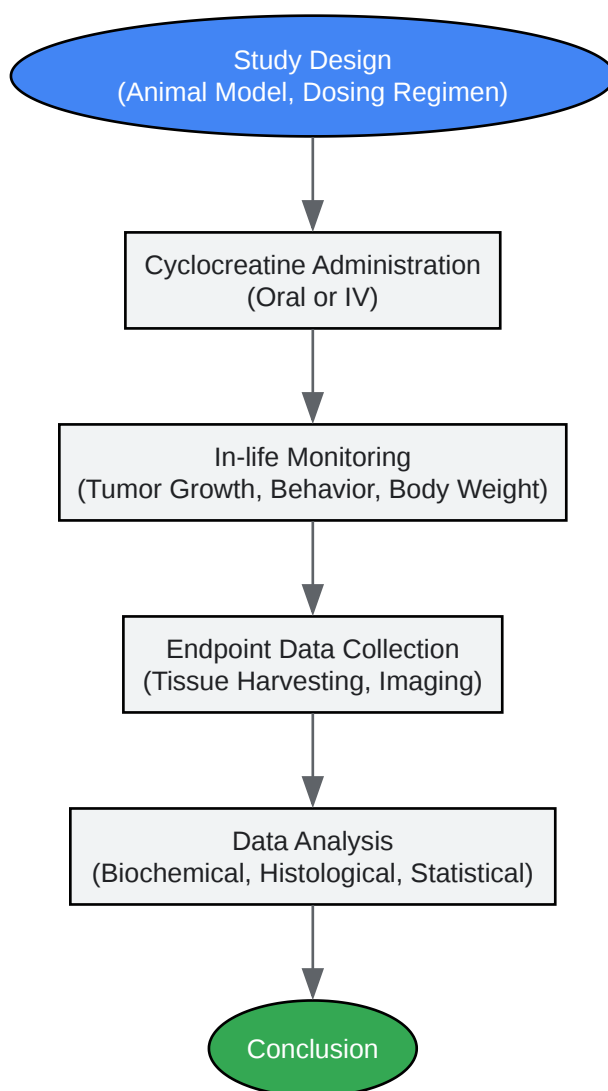 Study Design
(Animal Model, Dosing Regimen)
Cyclocreatine Administration
(Oral or IV)
In-life Monitoring
(Tumor Growth, Behavior, Body Weight)
Endpoint Data Collection
(Tissue Harvesting, Imaging)
Data Analysis
(Biochemical, Histological, Statistical)
Conclusion